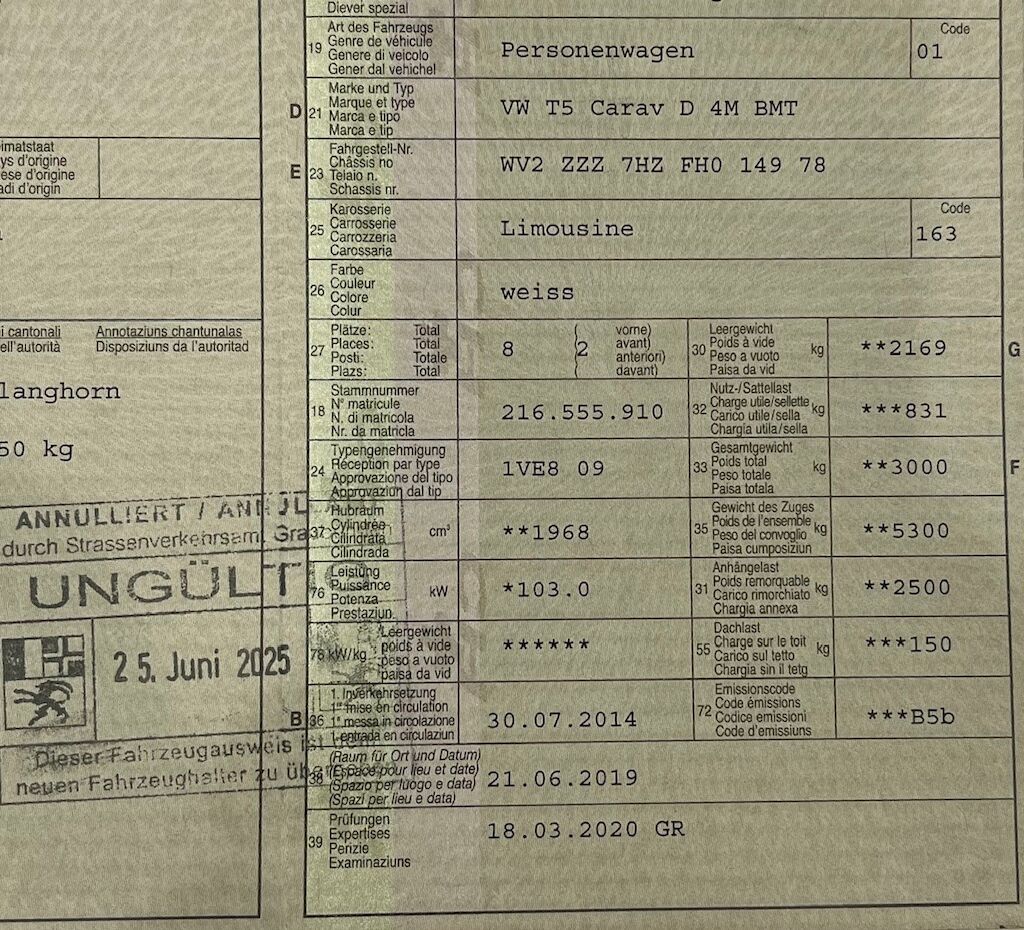 Diever spezial
19 Art des Fahrzeugs
Genre de véhicule
Genere di veicolo
Gener dal vehichel
Personenwagen
Code
01
D 21 Marke und Typ
Marque et type
Marca e tipo
Marca e tip
VW T5 Carav D 4M BMT
E 23 Fahrgestell-Nr.
Châssis no
Telaio n.
Schassis nr.
WV2 ZZZ 7HZ FH0 149 78
25 Karosserie
Carrosserie
Carrozzeria
Carossaria
Limousine
Code
163
26 Farbe
Couleur
Colore
Colur
weiss
27 Plätze: Total
Places: Total
Posti: Totale
Plazs: Total
8 (2 vorne)
( avant)
( anteriori)
( davant)
30 Leergewicht
Poids à vide
Peso a vuoto
Paisa da vid
kg
**2169
G
18 Stammnummer
N° matricule
N. di matricola
Nr. da matricla
216.555.910
32 Nutz-/Sattellast
Charge utile/sellette
Carico utile/sella
Chargia utila/sella
kg
***831
24 Typengenehmigung
Réception par type
Approvazione del tipo
Approvaziun dal tip
1VE8 09
33 Gesamtgewicht
Poids total
Peso totale
Paisa totala
kg
**3000
F
37 Hubraum
Cylindrée
Cilindrata
Cilindrada
cm³
**1968
35 Gewicht des Zuges
Poids de l'ensemble
Peso del convoglio
Paisa cumposiziun
kg
**5300
76 Leistung
Puissance
Potenza
Prestaziun
kW
*103.0
31 Anhängelast
Poids remorquable
Carico rimorchiato
Chargia annexa
kg
**2500
78 kW/kg
Leergewicht
poids à vide
peso a vuoto
paisa da vid
******
55 Dachlast
Charge sur le toit
Carico sul tetto
Chargia sin il tetg
kg
***150
B 36 1. Inverkehrsetzung
1re mise en circulation
1a messa in circolazione
1. entrada en circulaziun
30.07.2014
72 Emissionscode
Code émissions
Codice emissioni
Code d'emissiuns
***B5b
38 (Raum für Ort und Datum)
(Espace pour lieu et date)
(Spazio per luogo e data)
(Spazi per lieu e data)
21.06.2019
39 Prüfungen
Expertises
Perizie
Examinaziuns
18.03.2020 GR
imatstaat
ys d'origine
ese d'origine
adi d'origin
i cantonali
ell'autorità
Annotaziuns chantunalas
Disposiziuns da l'autoritad
langhorn
50 kg
ANNULLIERT / ANNUL
durch Strassenverkehrsamt Gra
UNGÜLTIG
25. Juni 2025
Dieser Fahrzeugausweis ist dem
neuen Fahrzeughalter zu